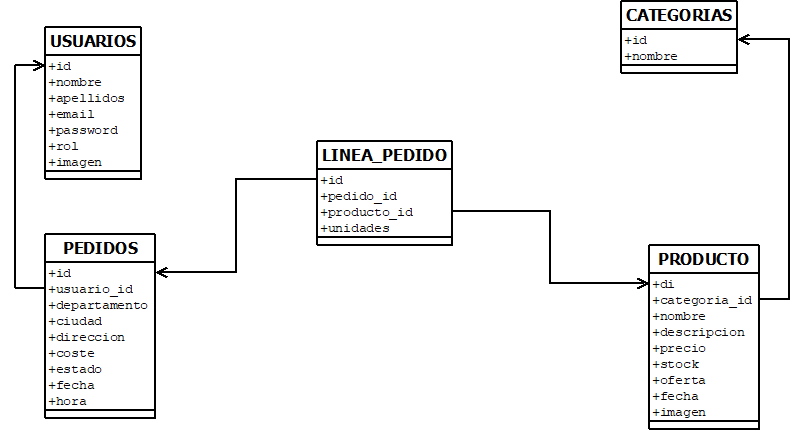 USUARIOS
+id
+nombre
+apellidos
+email
+password
+rol
+imagen
CATEGORIAS
+id
+nombre
LINEA_PEDIDO
+id
+pedido_id
+producto_id
+unidades
PEDIDOS
+id
+usuario_id
+departamento
+ciudad
+direccion
+coste
+estado
+fecha
+hora
PRODUCTO
+di
+categoria_id
+nombre
+descripcion
+precio
+stock
+oferta
+fecha
+imagen